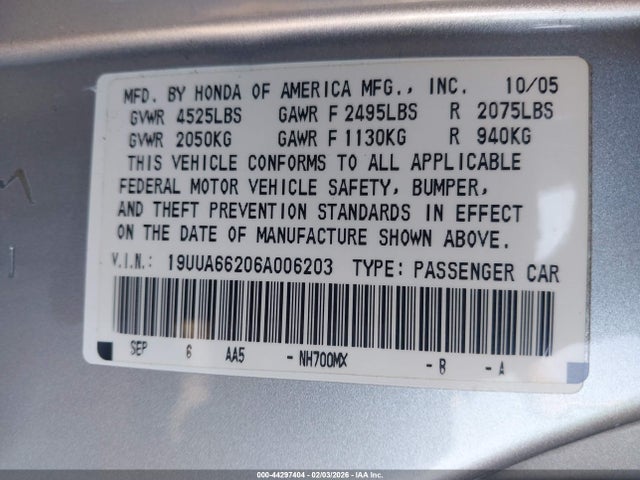 MFD. BY HONDA OF AMERICA MFG., INC. 10/05
GVWR 4525LBS GAWR F 2495LBS R 2075LBS
GVWR 2050KG GAWR F 1130KG R 940KG
THIS VEHICLE CONFORMS TO ALL APPLICABLE
FEDERAL MOTOR VEHICLE SAFETY, BUMPER,
AND THEFT PREVENTION STANDARDS IN EFFECT
ON THE DATE OF MANUFACTURE SHOWN ABOVE.
V.I.N.: 19UUA66206A006203 TYPE: PASSENGER CAR
SEP 6 AA5 - NH700MX - B - A
000-44297404 - 02/03/2026 - IAA Inc.